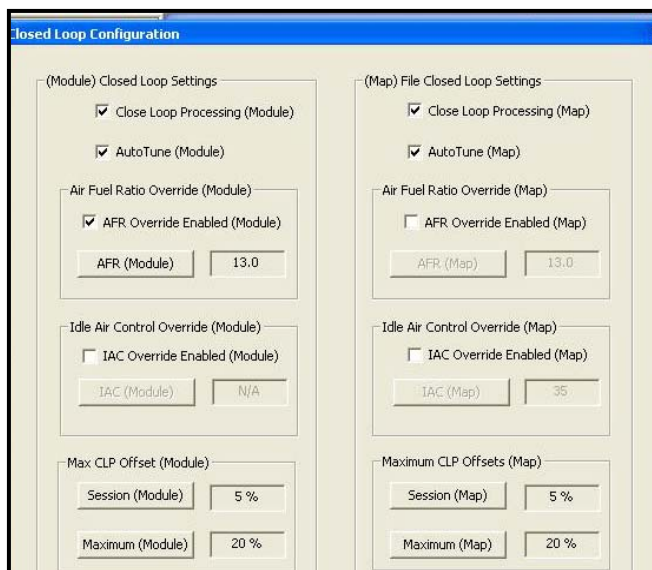 Closed Loop Configuration
(Module) Closed Loop Settings
Close Loop Processing (Module)
AutoTune (Module)
Air Fuel Ratio Override (Module)
AFR Override Enabled (Module)
AFR (Module) 13.0
Idle Air Control Override (Module)
IAC Override Enabled (Module)
IAC (Module) N/A
Max CLP Offset (Module)
Session (Module) 5 %
Maximum (Module) 20 %
(Map) File Closed Loop Settings
Close Loop Processing (Map)
AutoTune (Map)
Air Fuel Ratio Override (Map)
AFR Override Enabled (Map)
AFR (Map) 13.0
Idle Air Control Override (Map)
IAC Override Enabled (Map)
IAC (Map) 35
Maximum CLP Offsets (Map)
Session (Map) 5 %
Maximum (Map) 20 %